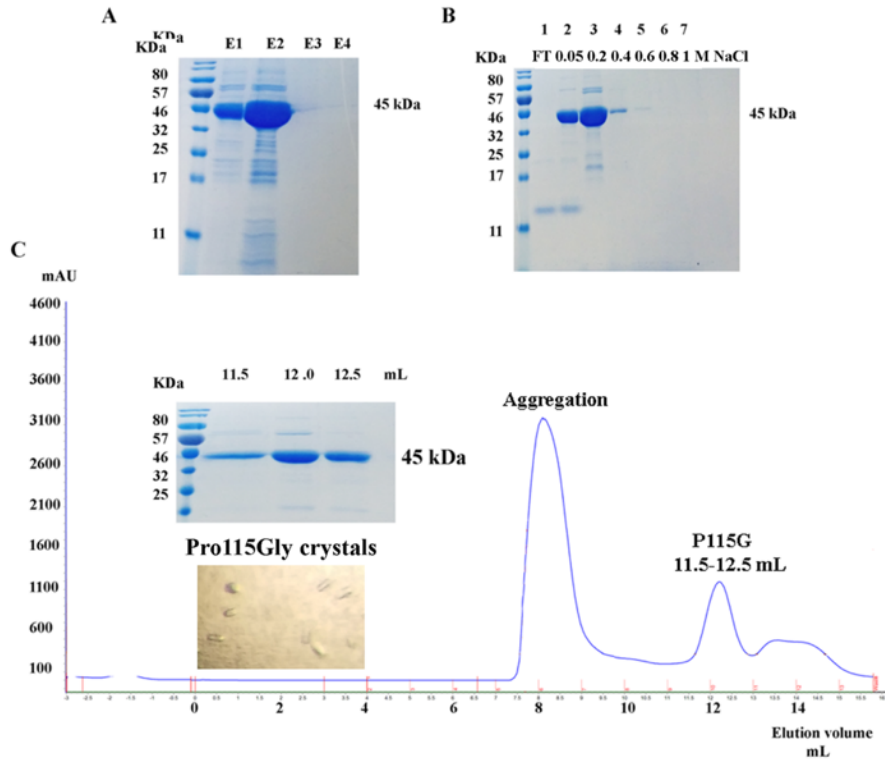 A
KDa
KDa E1 E2 E3 E4
80
57
46
32
25
17
11
45 kDa
B
1 2 3 4 5 6 7
KDa FT 0.05 0.2 0.4 0.6 0.8 1 M NaCl
80
57
46
32
25
17
11
45 kDa
C
mAU
4600
4100
3600
3100
2600
2100
1600
1100
600
100
KDa 11.5 12 .0 12.5 mL
80
57
46
32
25
45 kDa
Pro115Gly crystals
Aggregation
P115G
11.5-12.5 mL
0 2 4 6 8 10 12 14
Elution volume
mL